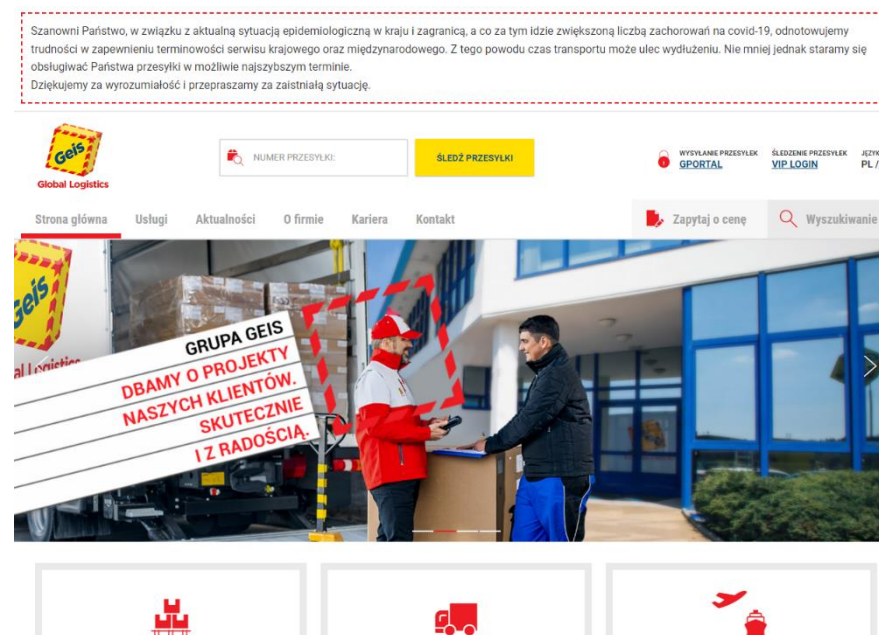 Szanowni Państwo, w związku z aktualną sytuacją epidemiologiczną w kraju i zagranicą, a co za tym idzie zwiększoną liczbą zachorowań na covid-19, odnotowujemy
trudności w zapewnieniu terminowości serwisu krajowego oraz międzynarodowego. Z tego powodu czas transportu może ulec wydłużeniu. Nie mniej jednak staramy się
obsługiwać Państwa przesyłki w możliwie najszybszym terminie.
Dziękujemy za wyrozumiałość i przepraszamy za zaistniałą sytuację.
Geis
Global Logistics
NUMER PRZESYŁKI:
ŚLEDŹ PRZESYŁKI
WYSYŁANIE PRZESYŁEK
GPORTAL
ŚLEDZENIE PRZESYŁEK
VIP LOGIN
JĘZYK
PL /
Strona główna Usługi Aktualności O firmie Kariera Kontakt
Zapytaj o cenę
Wyszukiwanie
Geis
al Logistics
GRUPA GEIS
DBAMY O PROJEKTY
NASZYCH KLIENTÓW.
SKUTECZNIE
I Z RADOŚCIĄ.